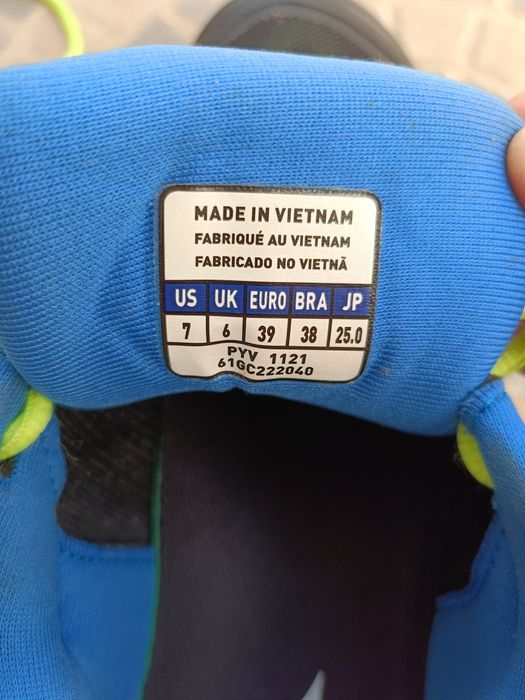 MADE IN VIETNAM
FABRIQUÉ AU VIETNAM
FABRICADO NO VIETNÃ
US UK EURO BRA JP
7 6 39 38 25.0
PYV 1121
61GC222040